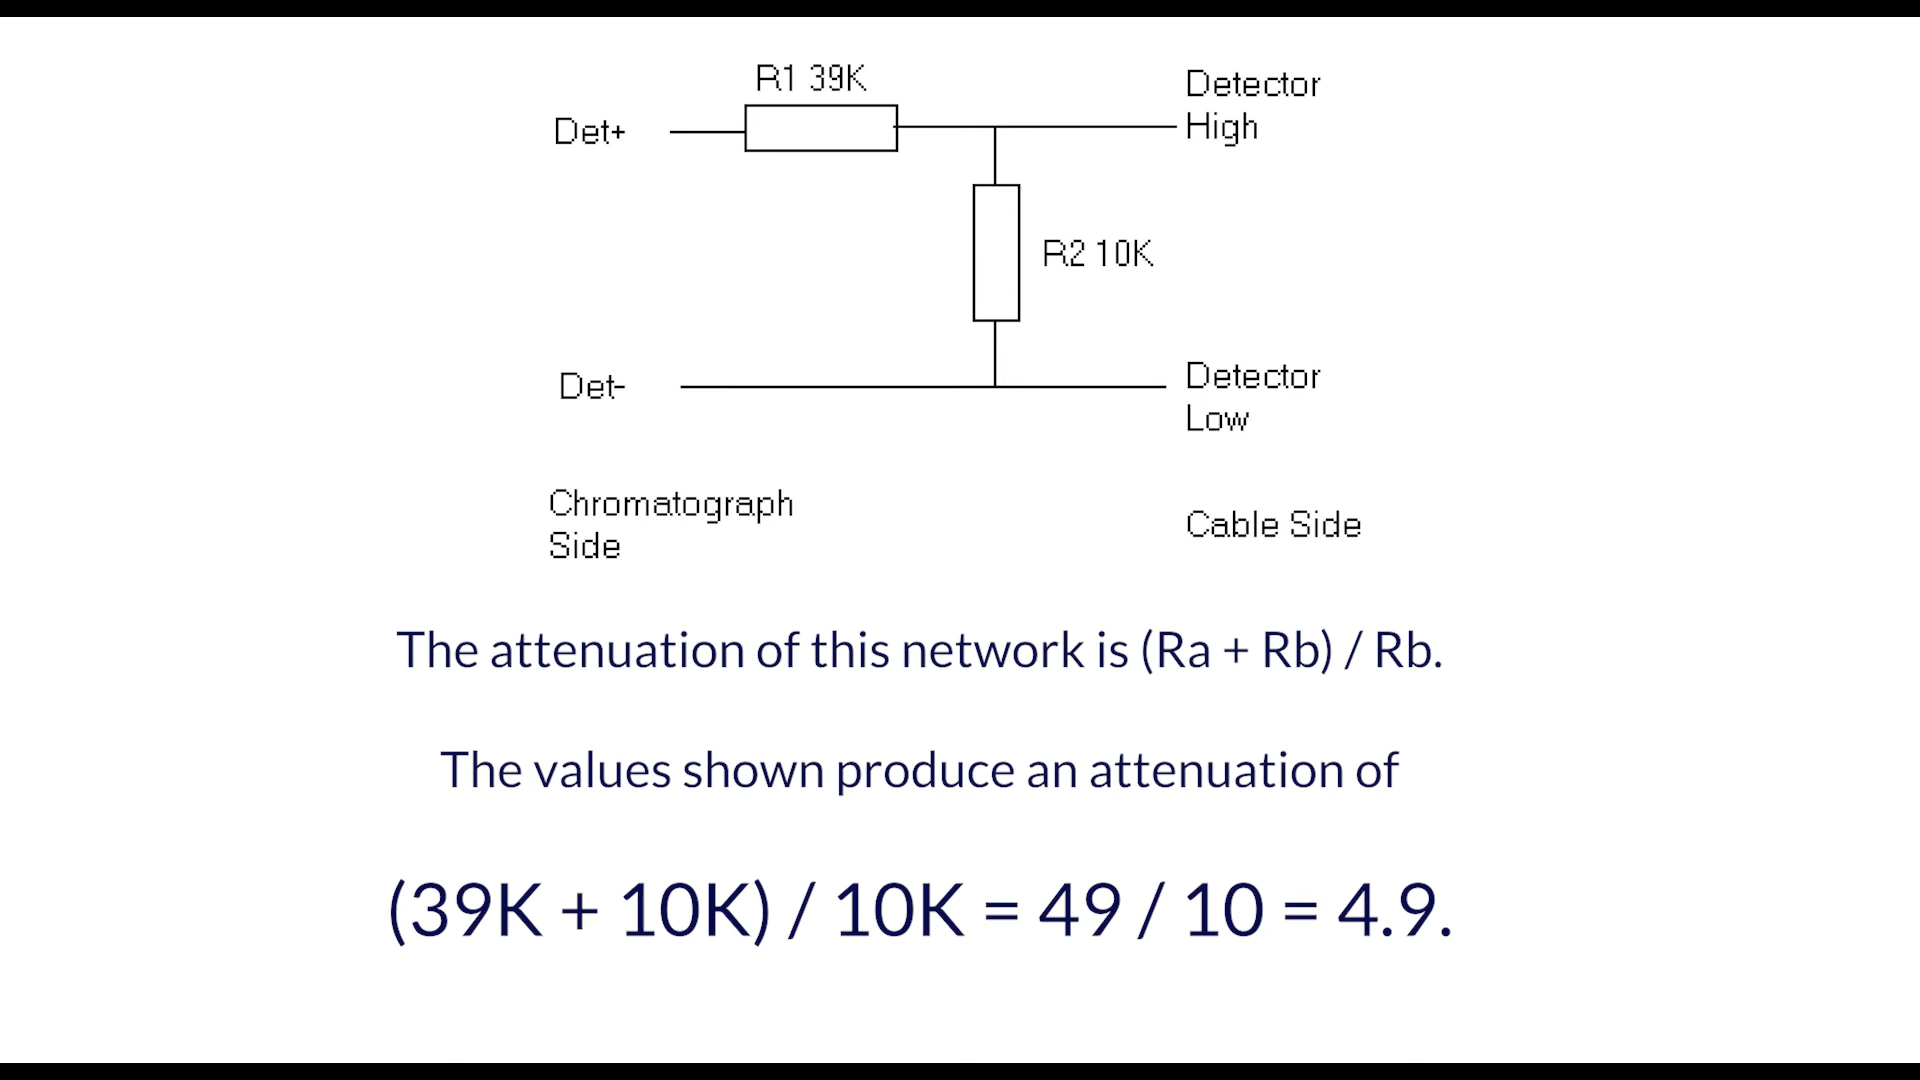 R1 39K
Detector
High
Det+
R2 10K
Det-
Detector
Low
Chromatograph
Side
Cable Side
The attenuation of this network is (Ra + Rb) / Rb.
The values shown produce an attenuation of
(39K + 10K) / 10K = 49 / 10 = 4.9.